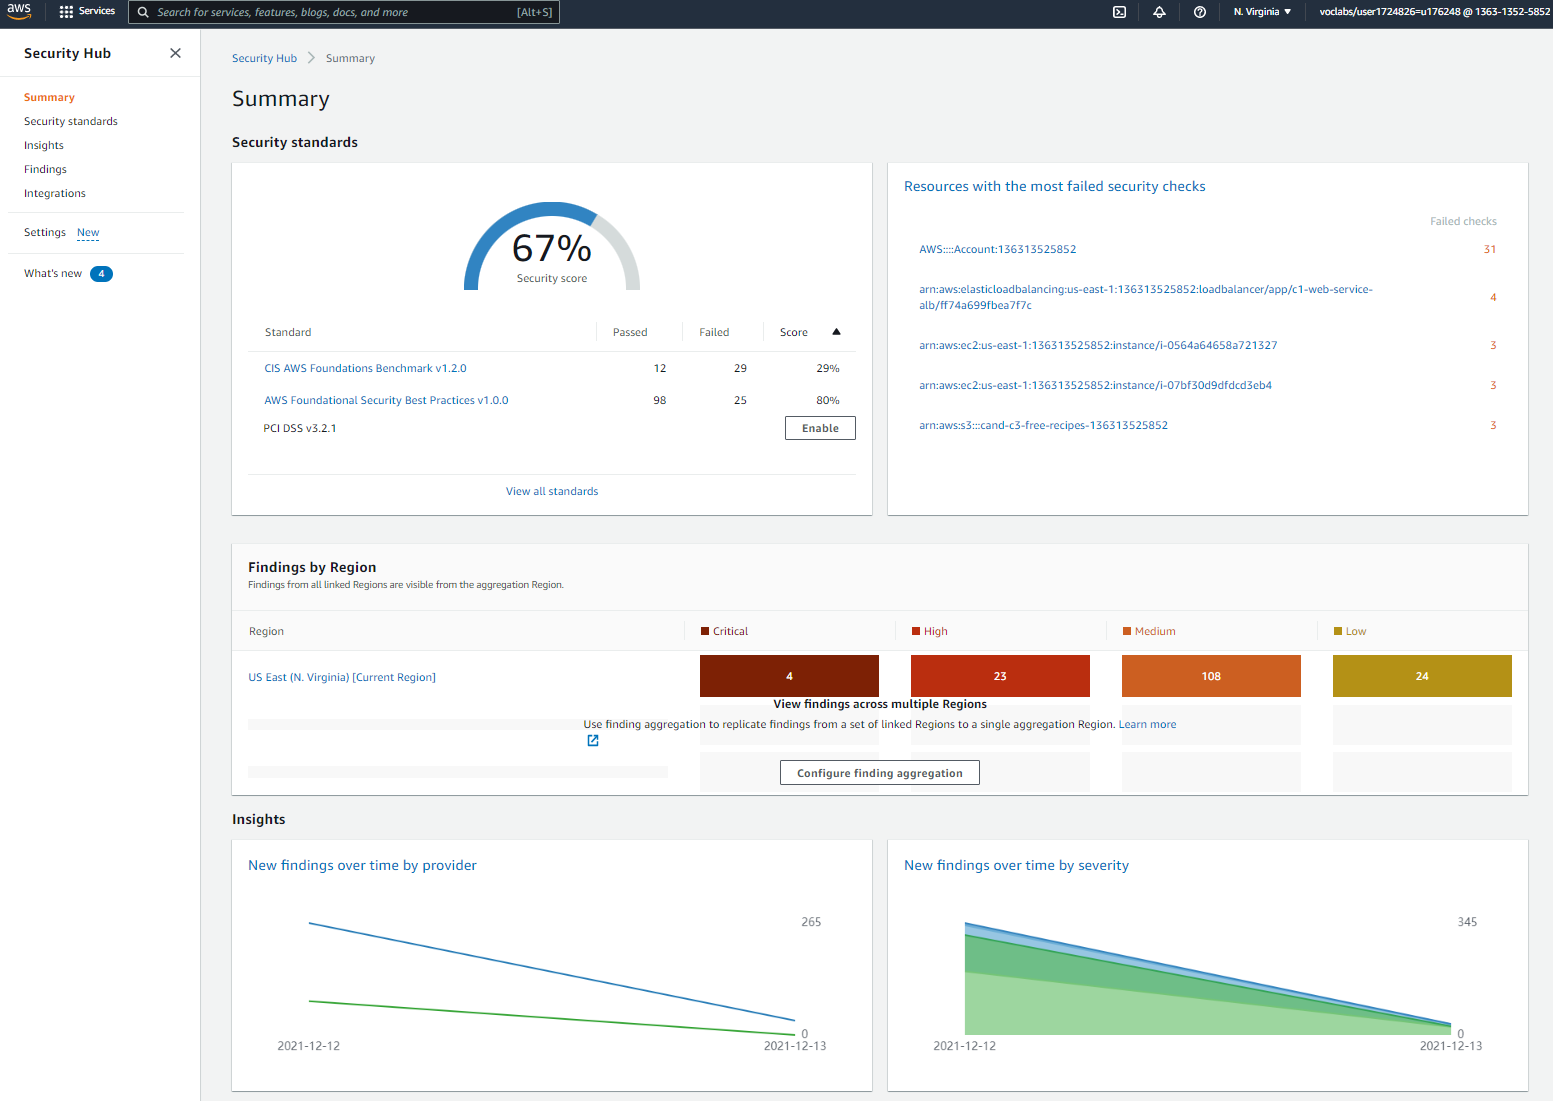 aws
Services
Search for services, features, blogs, docs, and more
[Alt+S]
N. Virginia
voclabs/user1724826=u176248 @ 1363-1352-5852
Security Hub
Summary
Security standards
Insights
Findings
Integrations
Settings New
What's new 4
Security Hub
Summary
Summary
Security standards
67%
Security score
Standard Passed Failed Score
CIS AWS Foundations Benchmark v1.2.0 12 29 29%
AWS Foundational Security Best Practices v1.0.0 98 25 80%
PCI DSS v3.2.1 Enable
View all standards
Resources with the most failed security checks
Failed checks
AWS::::Account:136313525852 31
arn:aws:elasticloadbalancing:us-east-1:136313525852:loadbalancer/app/c1-web-service-
alb/ff74a699fbea7f7c 4
arn:aws:ec2:us-east-1:136313525852:instance/i-0564a64658a721327 3
arn:aws:ec2:us-east-1:136313525852:instance/i-07bf30d9dfdcd3eb4 3
arn:aws:s3:::cand-c3-free-recipes-136313525852 3
Findings by Region
Findings from all linked Regions are visible from the aggregation Region.
Region Critical High Medium Low
US East (N. Virginia) [Current Region] 4 23 108 24
View findings across multiple Regions
Use finding aggregation to replicate findings from a set of linked Regions to a single aggregation Region. Learn more
Configure finding aggregation
Insights
New findings over time by provider
265
0
2021-12-12 2021-12-13
New findings over time by severity
345
0
2021-12-12 2021-12-13